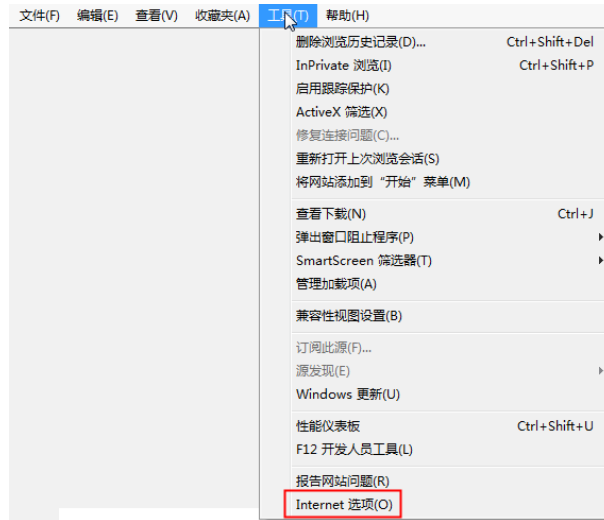 文件(F) 编辑(E) 查看(V) 收藏夹(A) 工具(T) 帮助(H)
删除浏览历史记录(D)... Ctrl+Shift+Del
InPrivate 浏览(I) Ctrl+Shift+P
启用跟踪保护(K)
ActiveX 筛选(X)
修复连接问题(C)...
重新打开上次浏览会话(S)
将网站添加到“开始”菜单(M)
查看下载(N) Ctrl+J
弹出窗口阻止程序(P)
SmartScreen 筛选器(T)
管理加载项(A)
兼容性视图设置(B)
订阅此源(F)...
源发现(E)
Windows 更新(U)
性能仪表板 Ctrl+Shift+U
F12 开发人员工具(L)
报告网站问题(R)
Internet 选项(O)